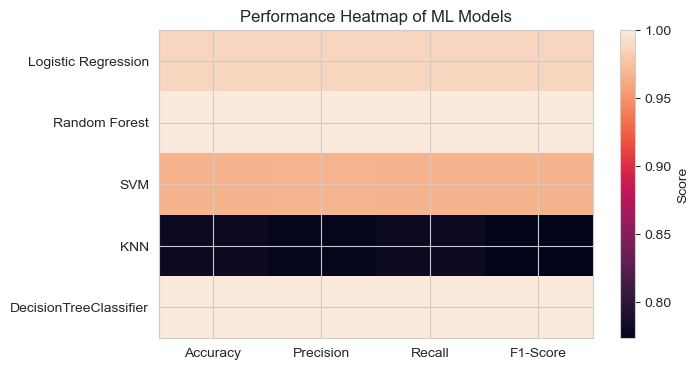 Performance Heatmap of ML Models
Logistic Regression
Random Forest
SVM
KNN
DecisionTreeClassifier
Accuracy
Precision
Recall
F1-Score
1.00
0.95
0.90
0.85
0.80
Score